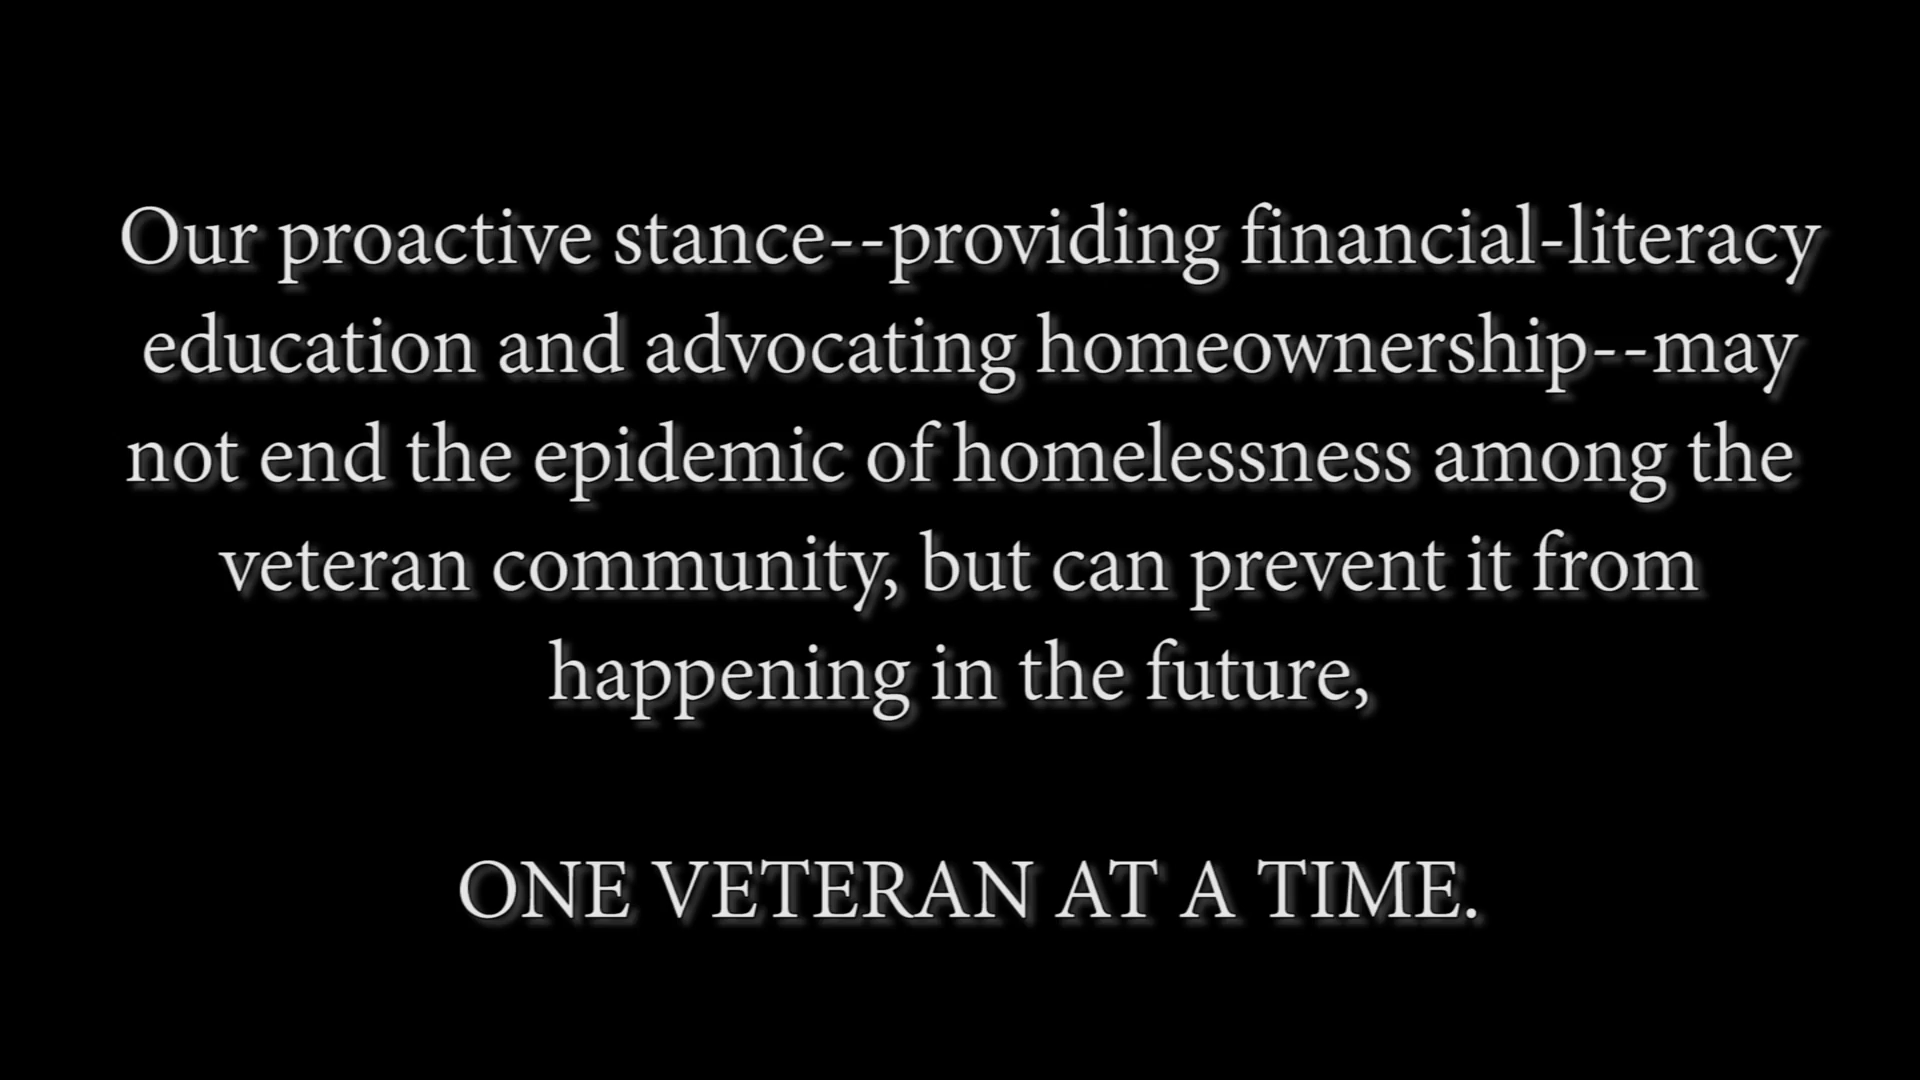 Our proactive stance--providing financial-literacy
education and advocating homeownership--may
not end the epidemic of homelessness among the
veteran community, but can prevent it from
happening in the future,
ONE VETERAN AT A TIME.